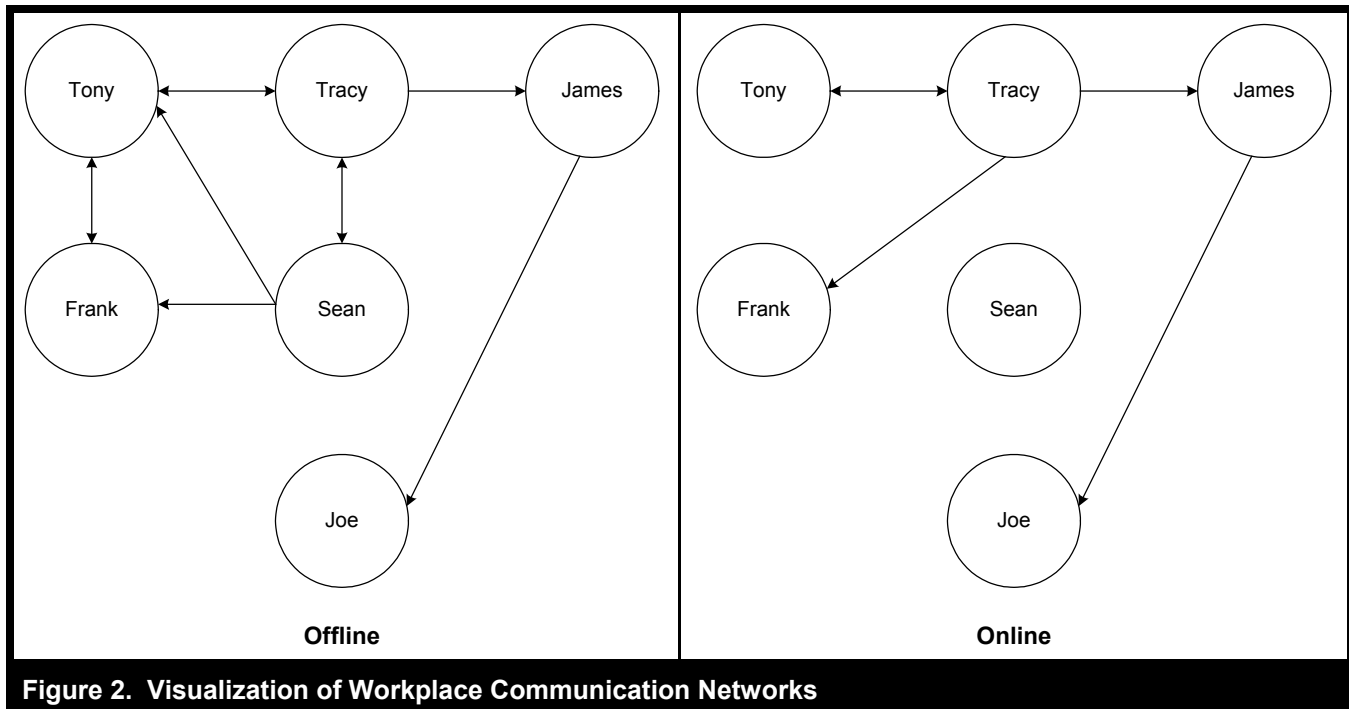 Tony
Tracy
James
Frank
Sean
Joe
Offline
Tony
Tracy
James
Frank
Sean
Joe
Online
Figure 2. Visualization of Workplace Communication Networks